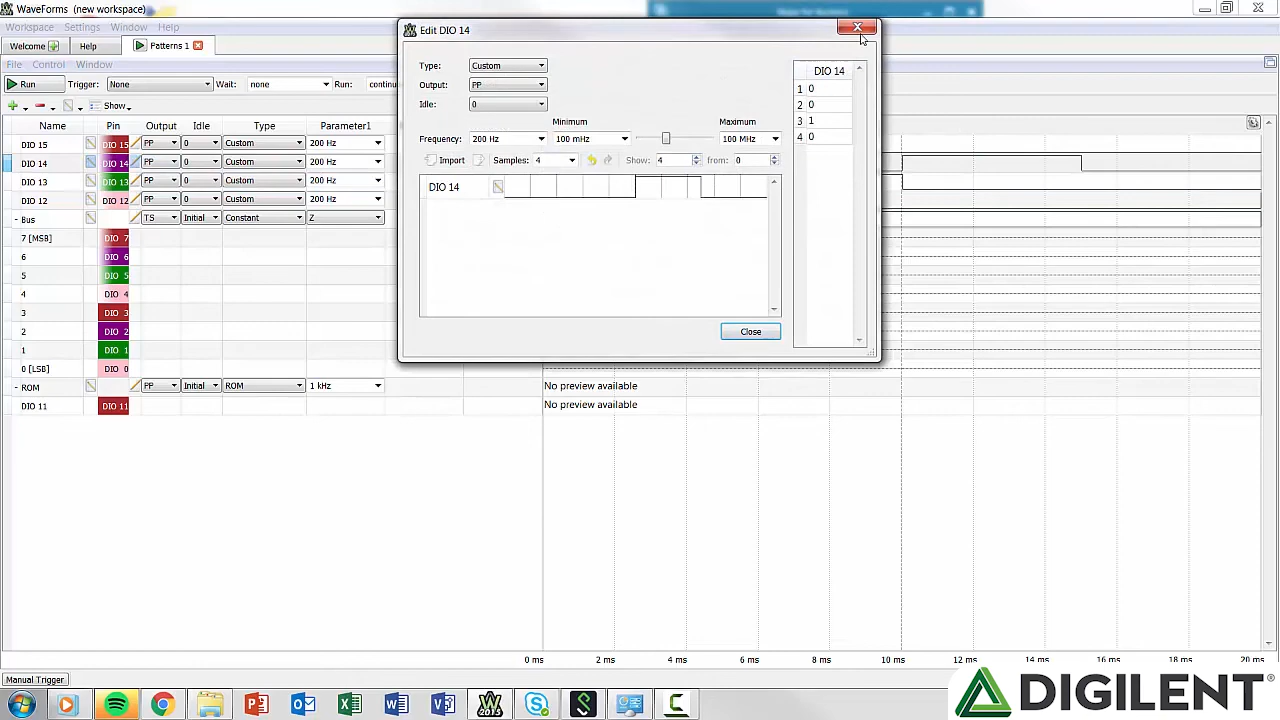 WaveForms (new workspace)
Workspace Settings Window Help
Welcome Help Patterns 1
File Control Window
Run Trigger: None Wait: none Run: continu
Show
Name Pin Output Idle Type Parameter1
DIO 15 DIO 15 PP 0 Custom 200 Hz
DIO 14 DIO 14 PP 0 Custom 200 Hz
DIO 13 DIO 13 PP 0 Custom 200 Hz
DIO 12 DIO 12 PP 0 Custom 200 Hz
- Bus TS Initial Constant Z
7 [MSB] DIO 7
6 DIO 6
5 DIO 5
4 DIO 4
3 DIO 3
2 DIO 2
1 DIO 1
0 [LSB] DIO 0
- ROM PP Initial ROM 1 kHz No preview available
DIO 11 DIO 11 No preview available
Edit DIO 14
Type: Custom
Output: PP
Idle: 0
Minimum Maximum
Frequency: 200 Hz 100 mHz 100 MHz
Import Samples: 4 Show: 4 from: 0
DIO 14
Close
DIO 14
1 0
2 0
3 1
4 0
0 ms 2 ms 4 ms 6 ms 8 ms 10 ms 12 ms 14 ms 16 ms 18 ms 20 ms
Manual Trigger
2015
DIGILENT®